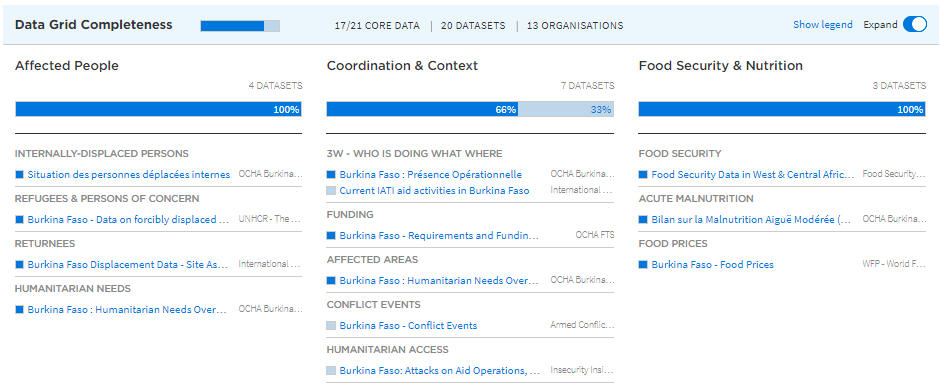 Data Grid Completeness
17/21 CORE DATA | 20 DATASETS | 13 ORGANISATIONS
Show legend
Expand
Affected People
4 DATASETS
100%
INTERNALLY-DISPLACED PERSONS
Situation des personnes déplacées internes OCHA Burkina...
REFUGEES & PERSONS OF CONCERN
Burkina Faso - Data on forcibly displaced ... UNHCR - The ...
RETURNEES
Burkina Faso Displacement Data - Site As... International ...
HUMANITARIAN NEEDS
Burkina Faso : Humanitarian Needs Over... OCHA Burkina...
Coordination & Context
7 DATASETS
66% 33%
3W - WHO IS DOING WHAT WHERE
Burkina Faso : Présence Opérationnelle OCHA Burkina...
Current IATI aid activities in Burkina Faso International ...
FUNDING
Burkina Faso - Requirements and Fundin... OCHA FTS
AFFECTED AREAS
Burkina Faso : Humanitarian Needs Over... OCHA Burkina...
CONFLICT EVENTS
Burkina Faso - Conflict Events Armed Conflic...
HUMANITARIAN ACCESS
Burkina Faso: Attacks on Aid Operations, ... Insecurity Insi...
Food Security & Nutrition
3 DATASETS
100%
FOOD SECURITY
Food Security Data in West & Central Afric... Food Security...
ACUTE MALNUTRITION
Bilan sur la Malnutrition Aiguë Modérée (... OCHA Burkina...
FOOD PRICES
Burkina Faso - Food Prices WFP - World F...